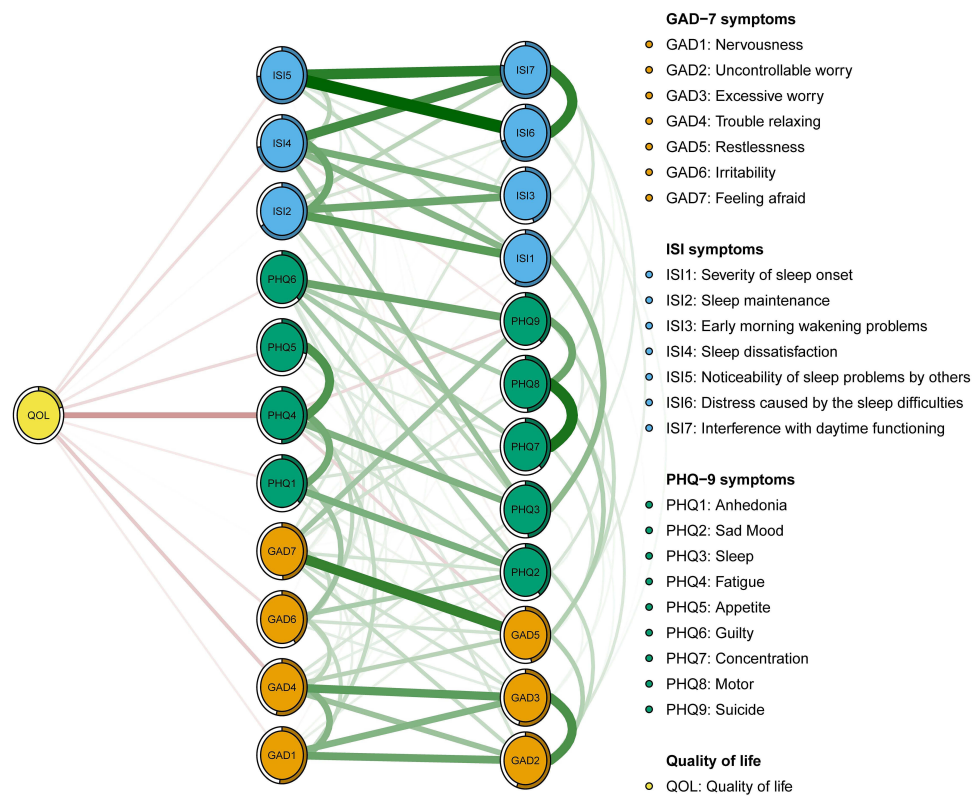 QOL
ISI5
ISI4
ISI2
PHQ6
PHQ5
PHQ4
PHQ1
GAD7
GAD6
GAD4
GAD1
ISI7
ISI6
ISI3
ISI1
PHQ9
PHQ8
PHQ7
PHQ3
PHQ2
GAD5
GAD3
GAD2
GAD−7 symptoms
GAD1: Nervousness
GAD2: Uncontrollable worry
GAD3: Excessive worry
GAD4: Trouble relaxing
GAD5: Restlessness
GAD6: Irritability
GAD7: Feeling afraid
ISI symptoms
ISI1: Severity of sleep onset
ISI2: Sleep maintenance
ISI3: Early morning wakening problems
ISI4: Sleep dissatisfaction
ISI5: Noticeability of sleep problems by others
ISI6: Distress caused by the sleep difficulties
ISI7: Interference with daytime functioning
PHQ−9 symptoms
PHQ1: Anhedonia
PHQ2: Sad Mood
PHQ3: Sleep
PHQ4: Fatigue
PHQ5: Appetite
PHQ6: Guilty
PHQ7: Concentration
PHQ8: Motor
PHQ9: Suicide
Quality of life
QOL: Quality of life